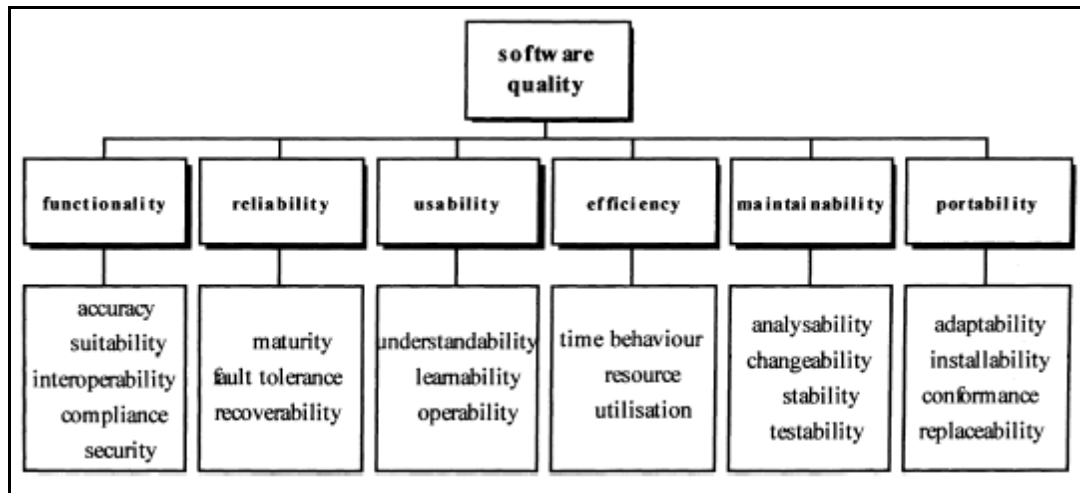 software
quality
functionality
reliability
usability
efficiency
maintainability
portability
accuracy
suitability
interoperability
compliance
security
maturity
fault tolerance
recoverability
understandability
learnability
operability
time behaviour
resource
utilisation
analysability
changeability
stability
testability
adaptability
installability
conformance
replaceability